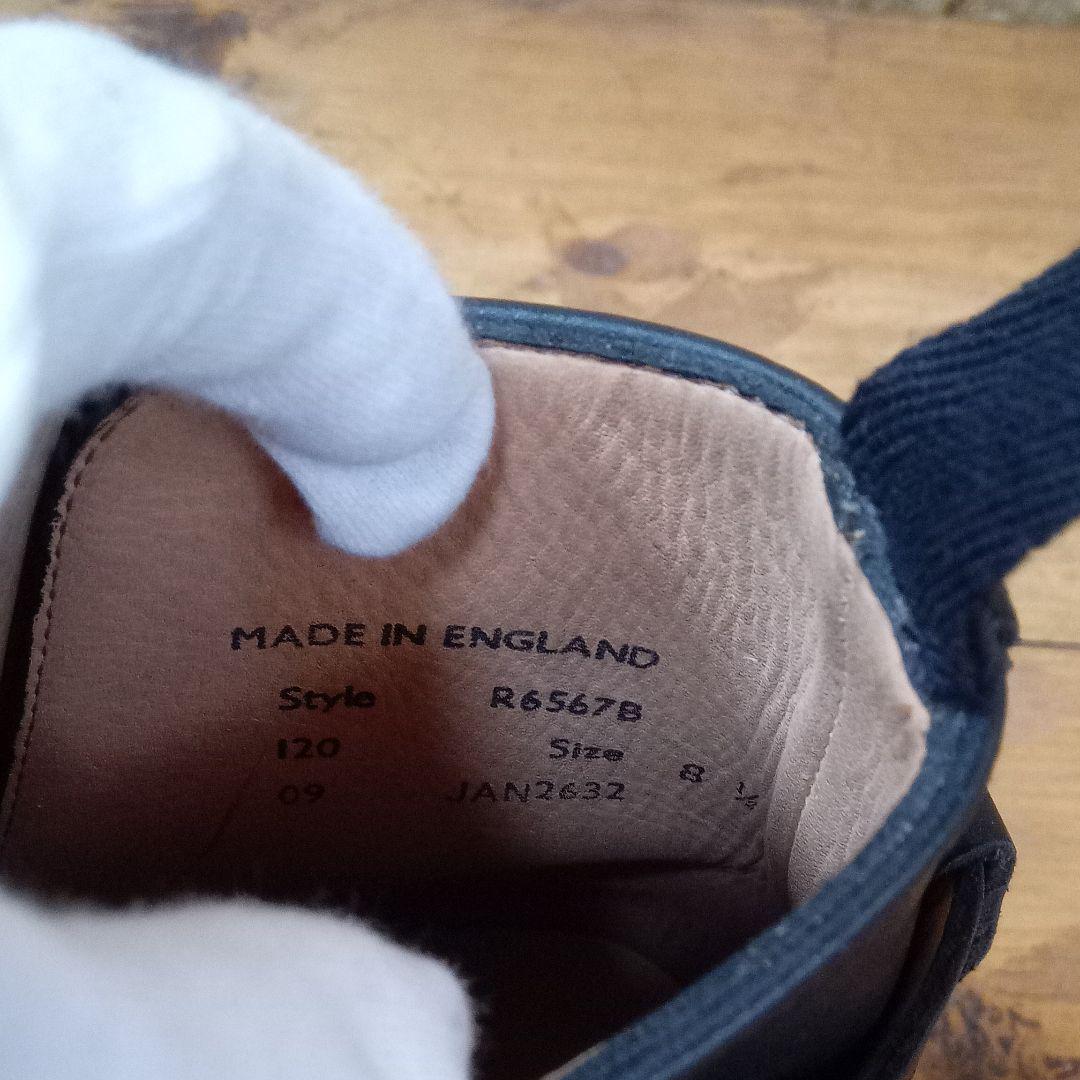 MADE IN ENGLAND
Style R6567B
120 Size 8 ½
09 JAN2632